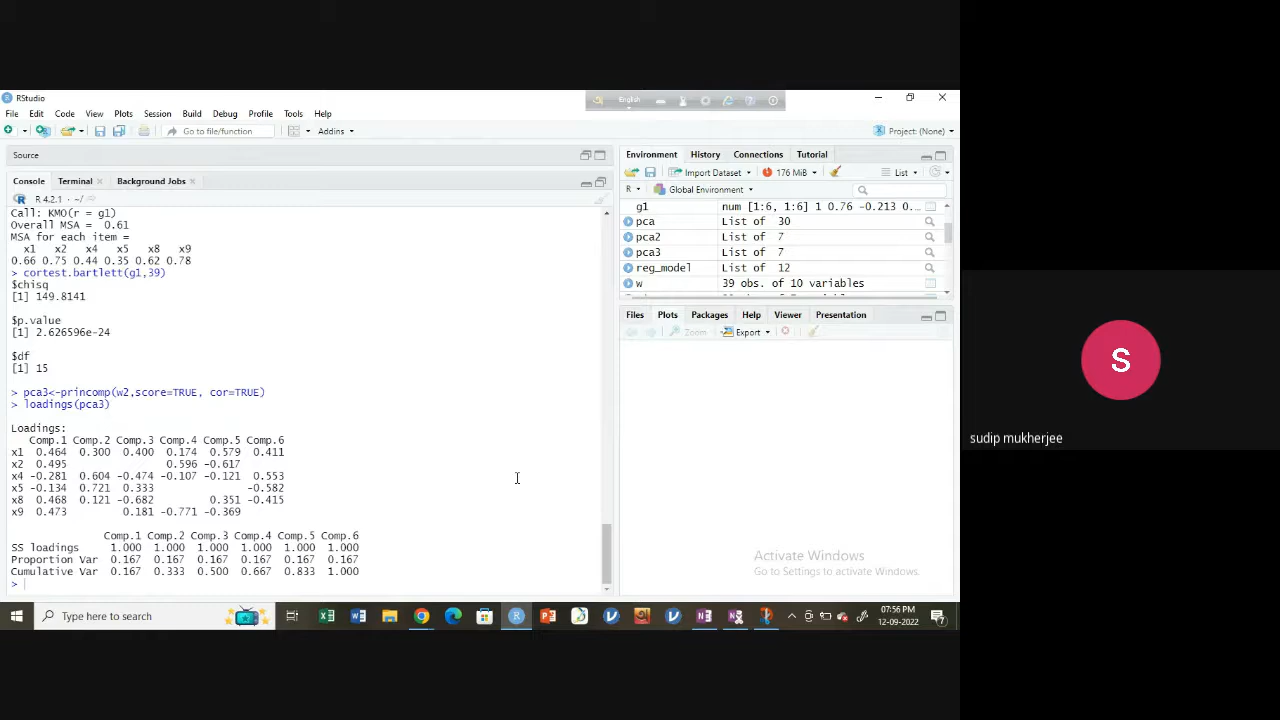 RStudio
English
File Edit Code View Plots Session Build Debug Profile Tools Help
Go to file/function Addins Project: (None)
Source
Console Terminal Background Jobs
R 4.2.1 · ~/
Call: KMO(r = g1)
Overall MSA = 0.61
MSA for each item =
x1 x2 x4 x5 x8 x9
0.66 0.75 0.44 0.35 0.62 0.78
> cortest.bartlett(g1,39)
$chisq
[1] 149.8141
$p.value
[1] 2.626596e-24
$df
[1] 15
> pca3<-princomp(w2,score=TRUE, cor=TRUE)
> loadings(pca3)
Loadings:
Comp.1 Comp.2 Comp.3 Comp.4 Comp.5 Comp.6
x1 0.464 0.300 0.400 0.174 0.579 0.411
x2 0.495 0.596 -0.617
x4 -0.281 0.604 -0.474 -0.107 -0.121 0.553
x5 -0.134 0.721 0.333 -0.582
x8 0.468 0.121 -0.682 0.351 -0.415
x9 0.473 0.181 -0.771 -0.369
Comp.1 Comp.2 Comp.3 Comp.4 Comp.5 Comp.6
SS loadings 1.000 1.000 1.000 1.000 1.000 1.000
Proportion Var 0.167 0.167 0.167 0.167 0.167 0.167
Cumulative Var 0.167 0.333 0.500 0.667 0.833 1.000
>
Environment History Connections Tutorial
Import Dataset 176 MiB List
R Global Environment
g1 num [1:6, 1:6] 1 0.76 -0.213 0...
pca List of 30
pca2 List of 7
pca3 List of 7
reg_model List of 12
w 39 obs. of 10 variables
Files Plots Packages Help Viewer Presentation
Zoom Export
Activate Windows
Go to Settings to activate Windows.
Type here to search
07:56 PM
12-09-2022
7
S
sudip mukherjee